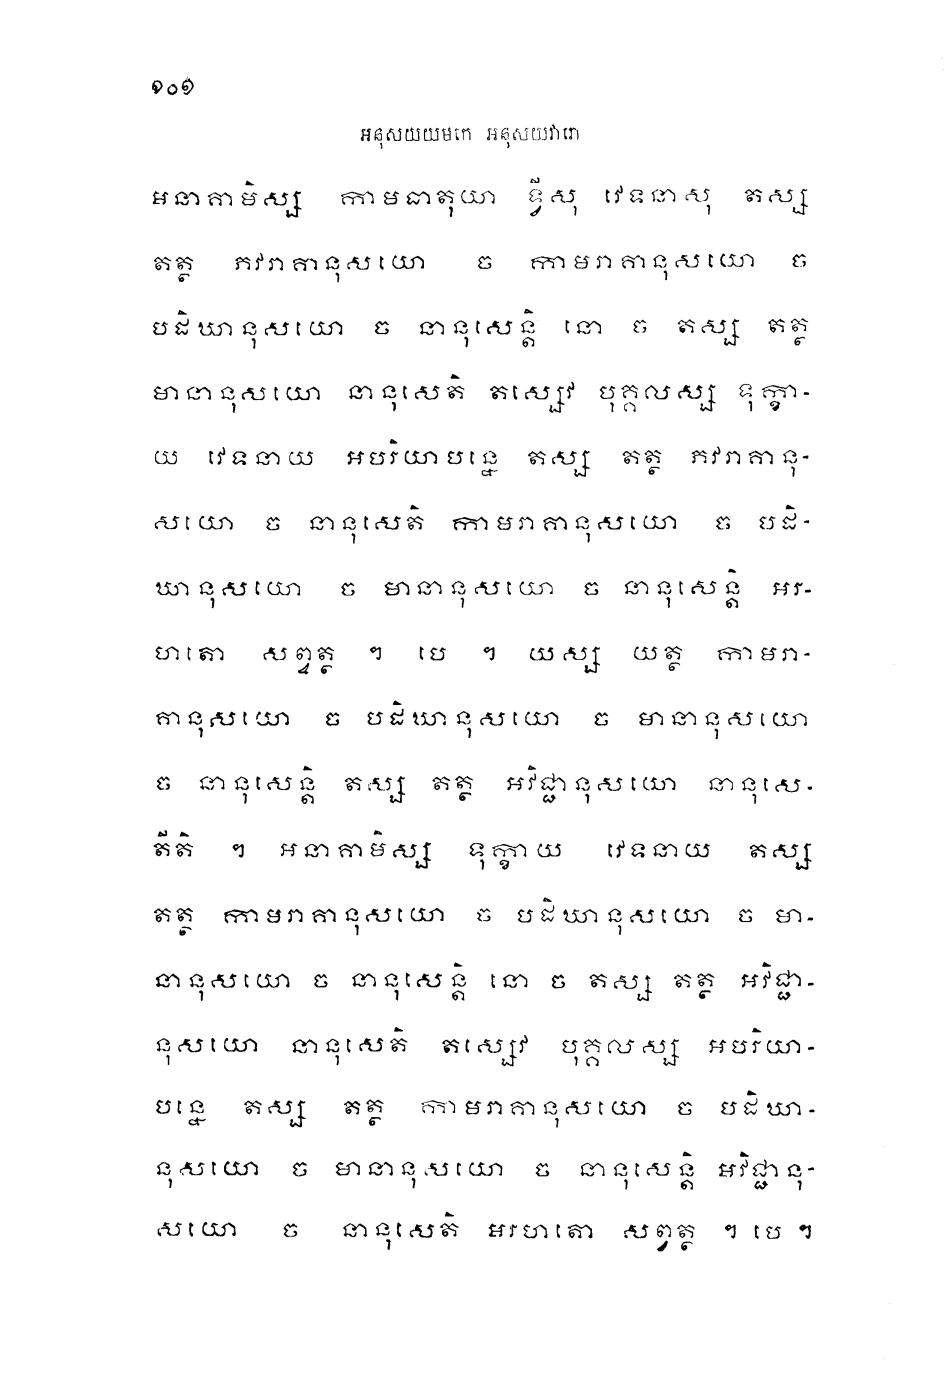 ១០១
អនុសយយមកេ អនុសយវារោ
អនាគាមិស្ស កាមធាតុយា ទ្វីសុ វេទនាសុ តស្ស
តត្ថ ភវរាគានុសយោ ច កាមរាគានុសយោ ច
បដិឃានុសយោ ច នានុសេន្តិ នោ ច តស្ស តត្ថ
មានានុសយោ នានុសេតិ តស្សេវ បុគ្គលស្ស ទុក្ខា-
យ វេទនាយ អបរិយាបន្នេ តស្ស តត្ថ ភវរាគានុ-
សយោ ច នានុសេតិ កាមរាគានុសយោ ច បដិ-
ឃានុសយោ ច មានានុសយោ ច នានុសេន្តិ អរ-
ហតោ សព្វត្ថ ។ បេ ។ យស្ស យត្ថ កាមរា-
គានុសយោ ច បដិឃានុសយោ ច មានានុសយោ
ច នានុសេន្តិ តស្ស តត្ថ អវិជ្ជានុសយោ នានុសេ-
តីតិ ។ អនាគាមិស្ស ទុក្ខាយ វេទនាយ តស្ស
តត្ថ កាមរាគានុសយោ ច បដិឃានុសយោ ច មា-
នានុសយោ ច នានុសេន្តិ នោ ច តស្ស តត្ថ អវិជ្ជា-
នុសយោ នានុសេតិ តស្សេវ បុគ្គលស្ស អបរិយា-
បន្នេ តស្ស តត្ថ កាមរាគានុសយោ ច បដិឃា-
នុសយោ ច មានានុសយោ ច នានុសេន្តិ អវិជ្ជានុ-
សយោ ច នានុសេតិ អរហតោ សព្វត្ថ ។ បេ ។